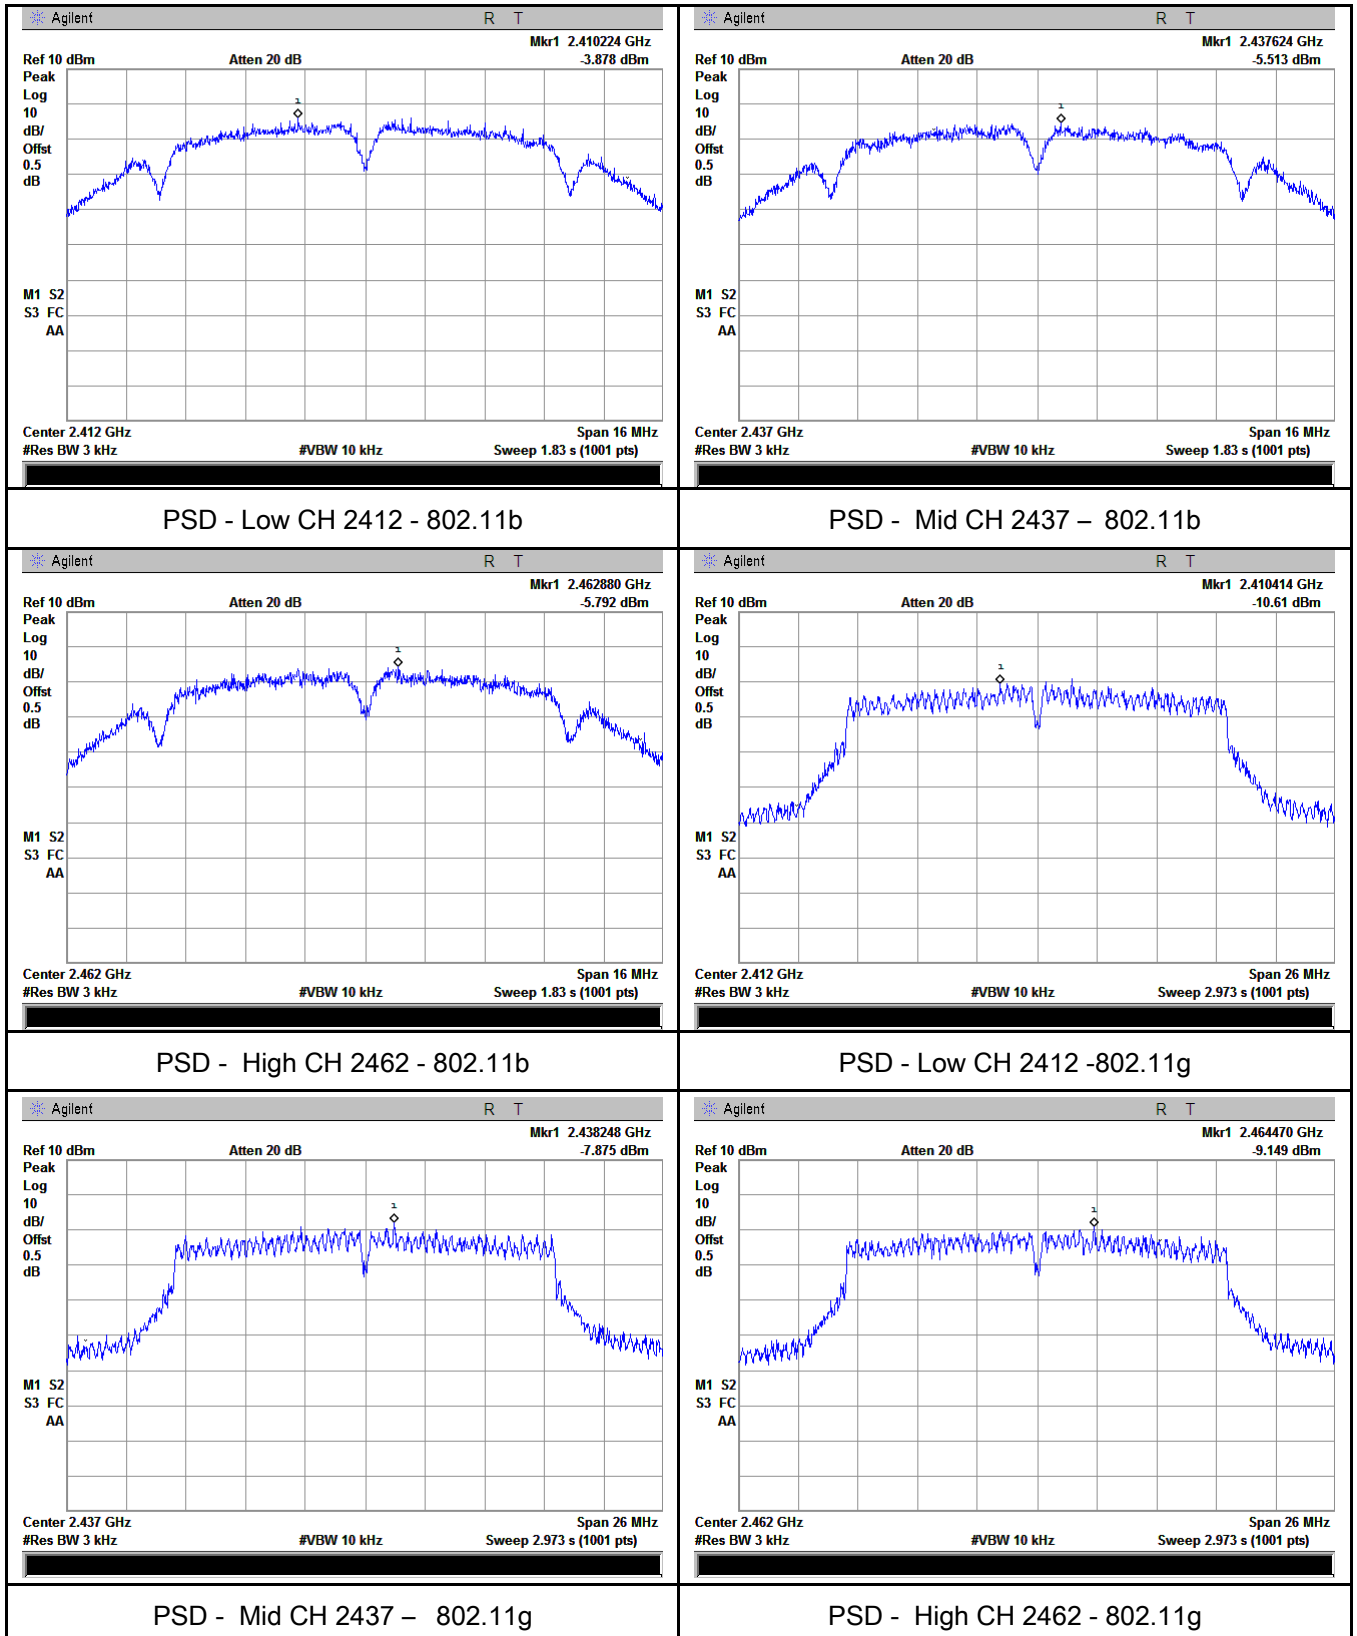 Agilent R T
Mkr1 2.410224 GHz
Ref 10 dBm Atten 20 dB -3.878 dBm
Peak
Log
10
dB/
Offst
0.5
dB
1
M1 S2
S3 FC
AA
Center 2.412 GHz Span 16 MHz
#Res BW 3 kHz #VBW 10 kHz Sweep 1.83 s (1001 pts)
PSD - Low CH 2412 - 802.11b
Agilent R T
Mkr1 2.437624 GHz
Ref 10 dBm Atten 20 dB -5.513 dBm
Peak
Log
10
dB/
Offst
0.5
dB
1
M1 S2
S3 FC
AA
Center 2.437 GHz Span 16 MHz
#Res BW 3 kHz #VBW 10 kHz Sweep 1.83 s (1001 pts)
PSD - Mid CH 2437 – 802.11b
Agilent R T
Mkr1 2.462880 GHz
Ref 10 dBm Atten 20 dB -5.792 dBm
Peak
Log
10
dB/
Offst
0.5
dB
1
M1 S2
S3 FC
AA
Center 2.462 GHz Span 16 MHz
#Res BW 3 kHz #VBW 10 kHz Sweep 1.83 s (1001 pts)
PSD - High CH 2462 - 802.11b
Agilent R T
Mkr1 2.410414 GHz
Ref 10 dBm Atten 20 dB -10.61 dBm
Peak
Log
10
dB/
Offst
0.5
dB
1
M1 S2
S3 FC
AA
Center 2.412 GHz Span 26 MHz
#Res BW 3 kHz #VBW 10 kHz Sweep 2.973 s (1001 pts)
PSD - Low CH 2412 -802.11g
Agilent R T
Mkr1 2.438248 GHz
Ref 10 dBm Atten 20 dB -7.875 dBm
Peak
Log
10
dB/
Offst
0.5
dB
1
M1 S2
S3 FC
AA
Center 2.437 GHz Span 26 MHz
#Res BW 3 kHz #VBW 10 kHz Sweep 2.973 s (1001 pts)
PSD - Mid CH 2437 – 802.11g
Agilent R T
Mkr1 2.464470 GHz
Ref 10 dBm Atten 20 dB -9.149 dBm
Peak
Log
10
dB/
Offst
0.5
dB
1
M1 S2
S3 FC
AA
Center 2.462 GHz Span 26 MHz
#Res BW 3 kHz #VBW 10 kHz Sweep 2.973 s (1001 pts)
PSD - High CH 2462 - 802.11g